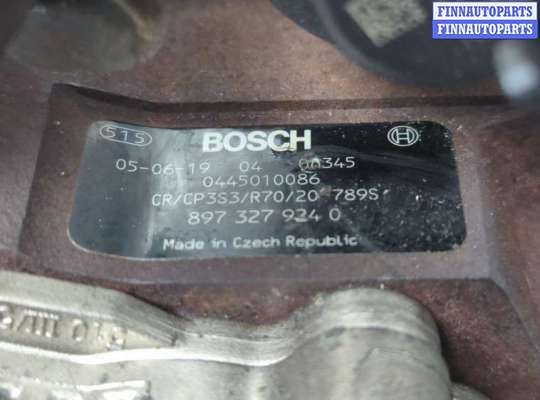 FINNAUTOPARTS
FINNAUTOPARTS
515 BOSCH
05-06-19 04 00345
0445010086
CR/CP3S3/R70/20 789S
897 327 924 0
Made in Czech Republic